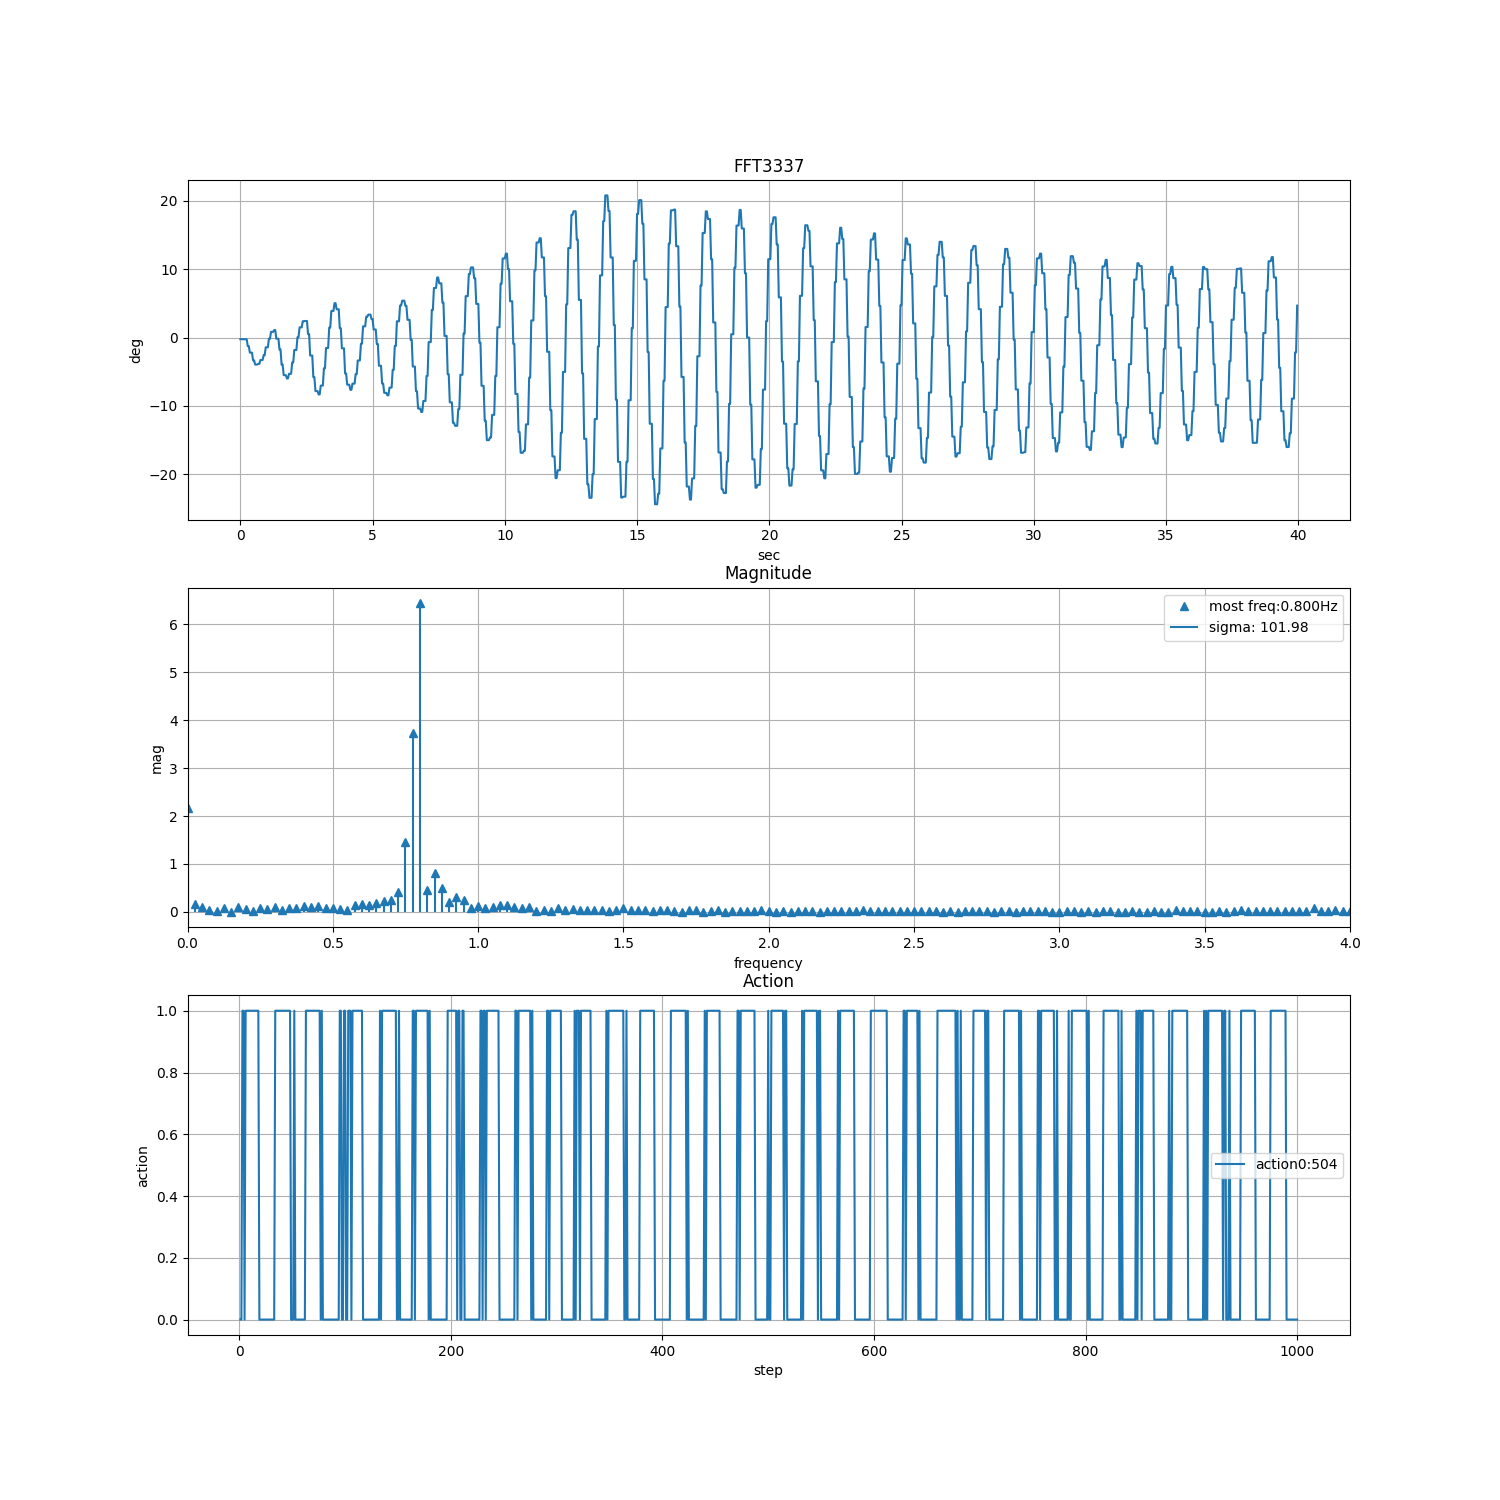 FFT3337
20
10
0
−10
−20
deg
0 5 10 15 20 25 30 35 40
sec
Magnitude
most freq:0.800Hz
sigma: 101.98
6
5
4
3
2
1
0
mag
0.0 0.5 1.0 1.5 2.0 2.5 3.0 3.5 4.0
frequency
Action
1.0
0.8
0.6
0.4
0.2
0.0
action
action0:504
0 200 400 600 800 1000
step